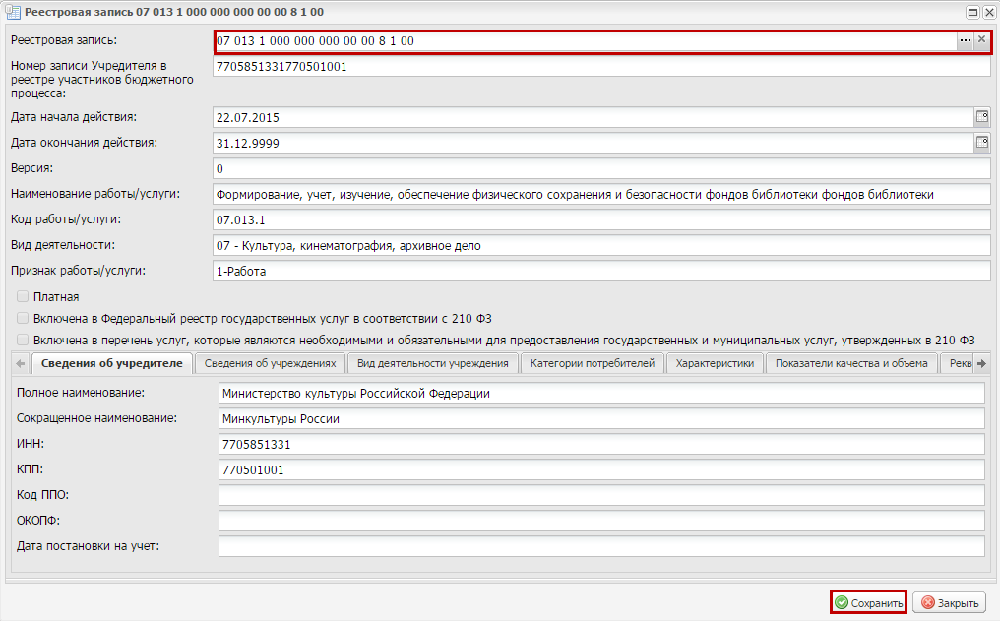 Реестровая запись 07 013 1 000 000 000 00 00 8 1 00
Реестровая запись: 07 013 1 000 000 000 00 00 8 1 00
Номер записи Учредителя в реестре участников бюджетного процесса: 7705851331770501001
Дата начала действия: 22.07.2015
Дата окончания действия: 31.12.9999
Версия: 0
Наименование работы/услуги: Формирование, учет, изучение, обеспечение физического сохранения и безопасности фондов библиотеки фондов библиотеки
Код работы/услуги: 07.013.1
Вид деятельности: 07 - Культура, кинематография, архивное дело
Признак работы/услуги: 1-Работа
Платная
Включена в Федеральный реестр государственных услуг в соответствии с 210 ФЗ
Включена в перечень услуг, которые являются необходимыми и обязательными для предоставления государственных и муниципальных услуг, утвержденных в 210 ФЗ
Сведения об учредителе Сведения об учреждениях Вид деятельности учреждения Категории потребителей Характеристики Показатели качества и объема Рекв
Полное наименование: Министерство культуры Российской Федерации
Сокращенное наименование: Минкультуры России
ИНН: 7705851331
КПП: 770501001
Код ППО:
ОКОПФ:
Дата постановки на учет:
Сохранить Закрыть